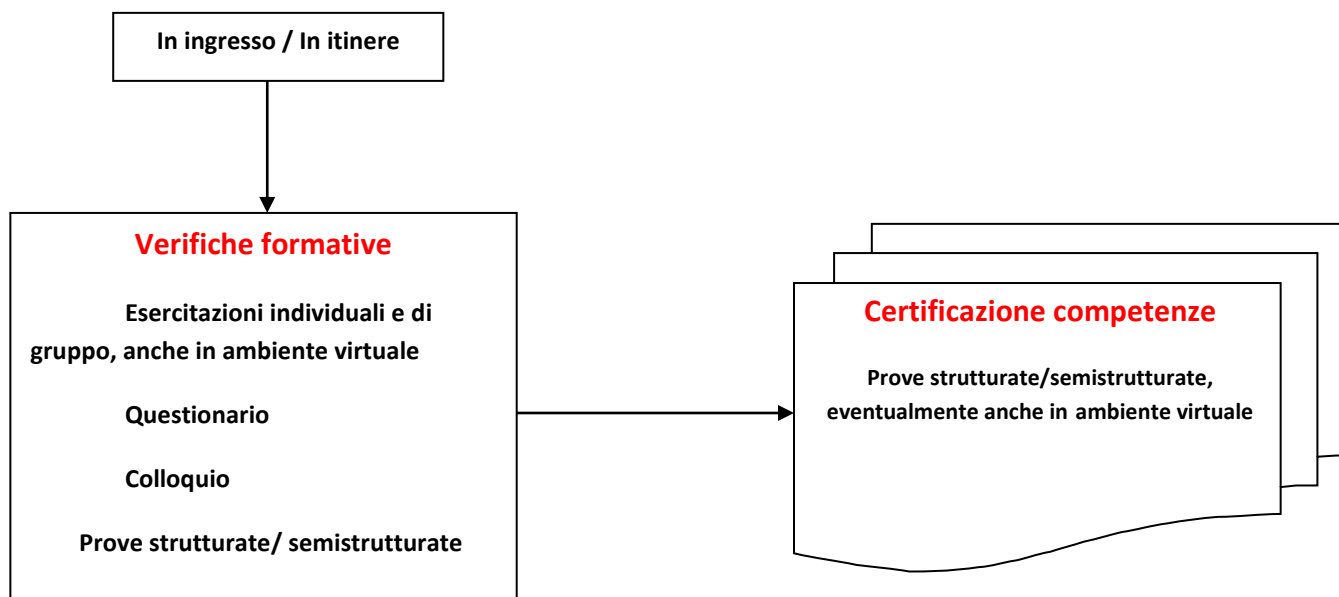 In ingresso / In itinere
Verifiche formative
Esercitazioni individuali e di
gruppo, anche in ambiente virtuale
Questionario
Colloquio
Prove strutturate/ semistrutturate
Certificazione competenze
Prove strutturate/semistrutturate,
eventualmente anche in ambiente virtuale